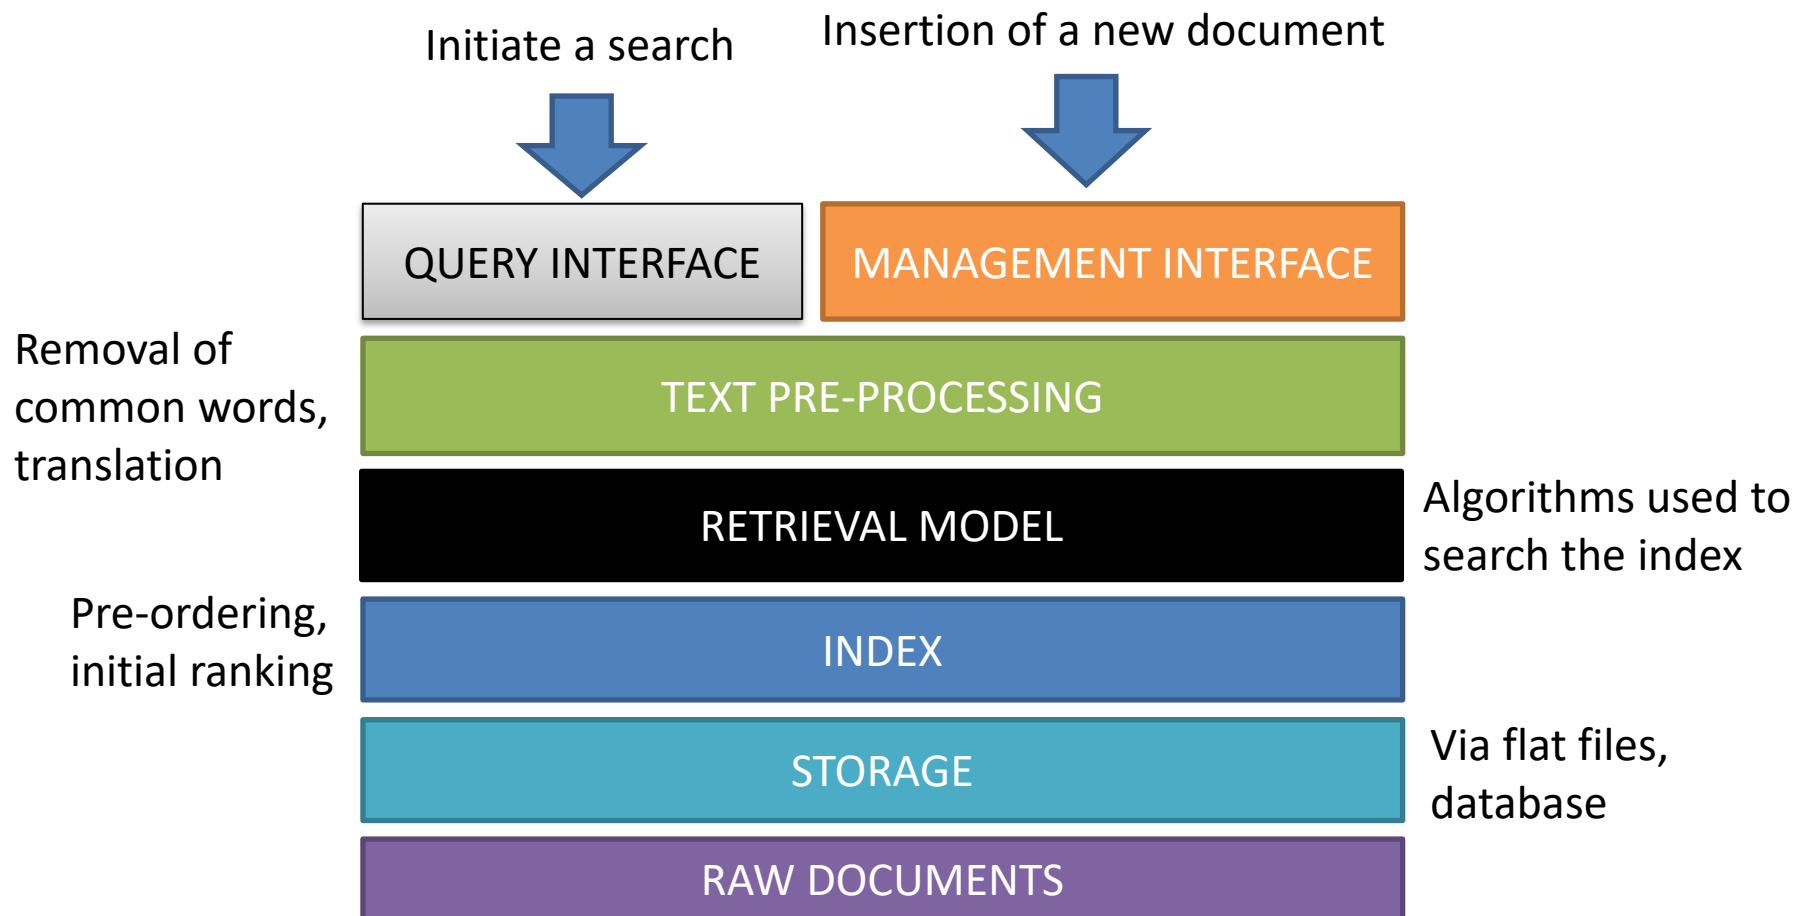 Initiate a search
Insertion of a new document
QUERY INTERFACE
MANAGEMENT INTERFACE
Removal of
common words,
translation
TEXT PRE-PROCESSING
RETRIEVAL MODEL
Algorithms used to
search the index
Pre-ordering,
initial ranking
INDEX
STORAGE
Via flat files,
database
RAW DOCUMENTS